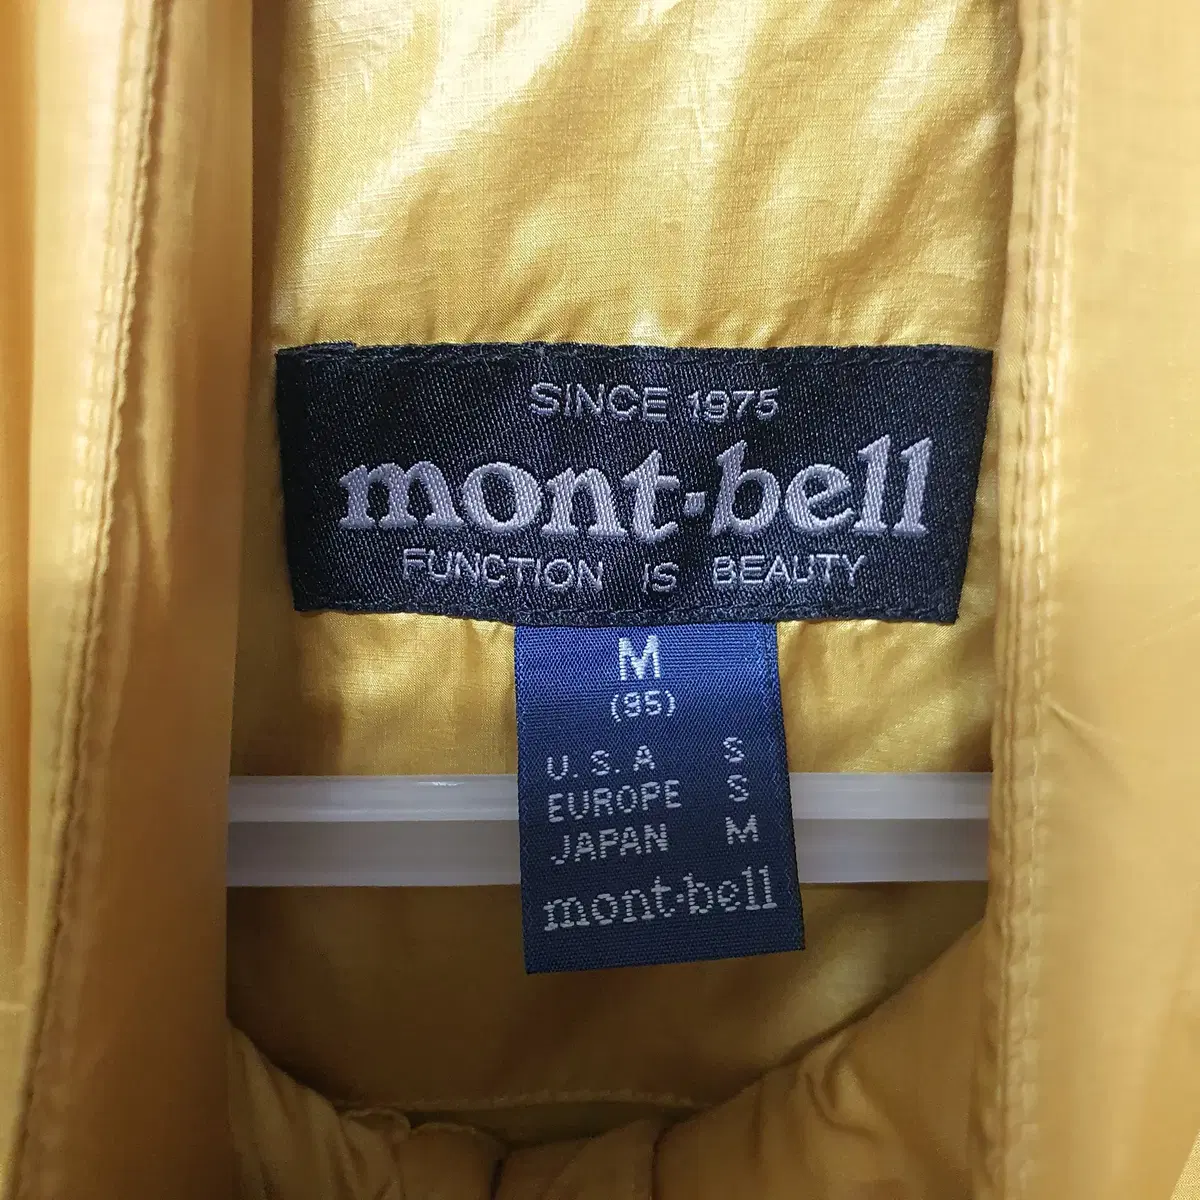 SINCE 1975
mont-bell
FUNCTION IS BEAUTY
M
(95)
U.S.A S
EUROPE S
JAPAN M
mont-bell